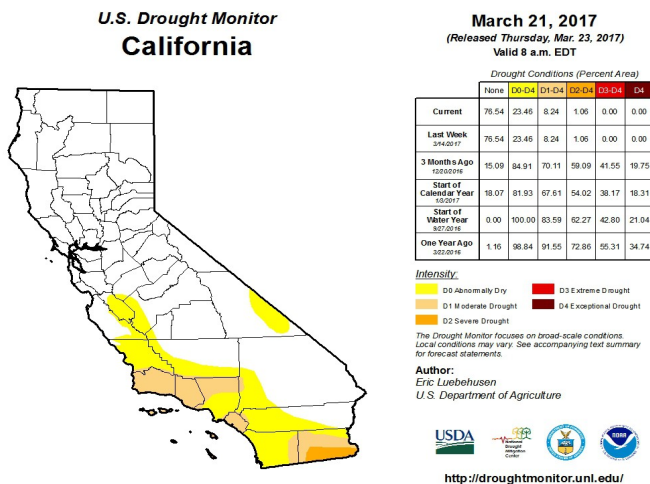 U.S. Drought Monitor
California
March 21, 2017
(Released Thursday, Mar. 23, 2017)
Valid 8 a.m. EDT
Drought Conditions (Percent Area)
None D0-D4 D1-D4 D2-D4 D3-D4 D4
Current 76.54 23.46 8.24 1.06 0.00 0.00
Last Week 76.54 23.46 8.24 1.06 0.00 0.00
3/14/2017
3 Months Ago 15.09 84.91 70.11 59.09 41.55 19.75
12/20/2016
Start of
Calendar Year 18.07 81.93 67.61 54.02 38.17 18.31
1/3/2017
Start of
Water Year 0.00 100.00 83.59 62.27 42.80 21.04
9/27/2016
One Year Ago 1.16 98.84 91.55 72.86 55.31 34.74
3/22/2016
Intensity:
D0 Abnormally Dry D3 Extreme Drought
D1 Moderate Drought D4 Exceptional Drought
D2 Severe Drought
The Drought Monitor focuses on broad-scale conditions.
Local conditions may vary. See accompanying text summary
for forecast statements.
Author:
Eric Luebehusen
U.S. Department of Agriculture
USDA
National
Drought
Mitigation
Center
NOAA
http://droughtmonitor.unl.edu/